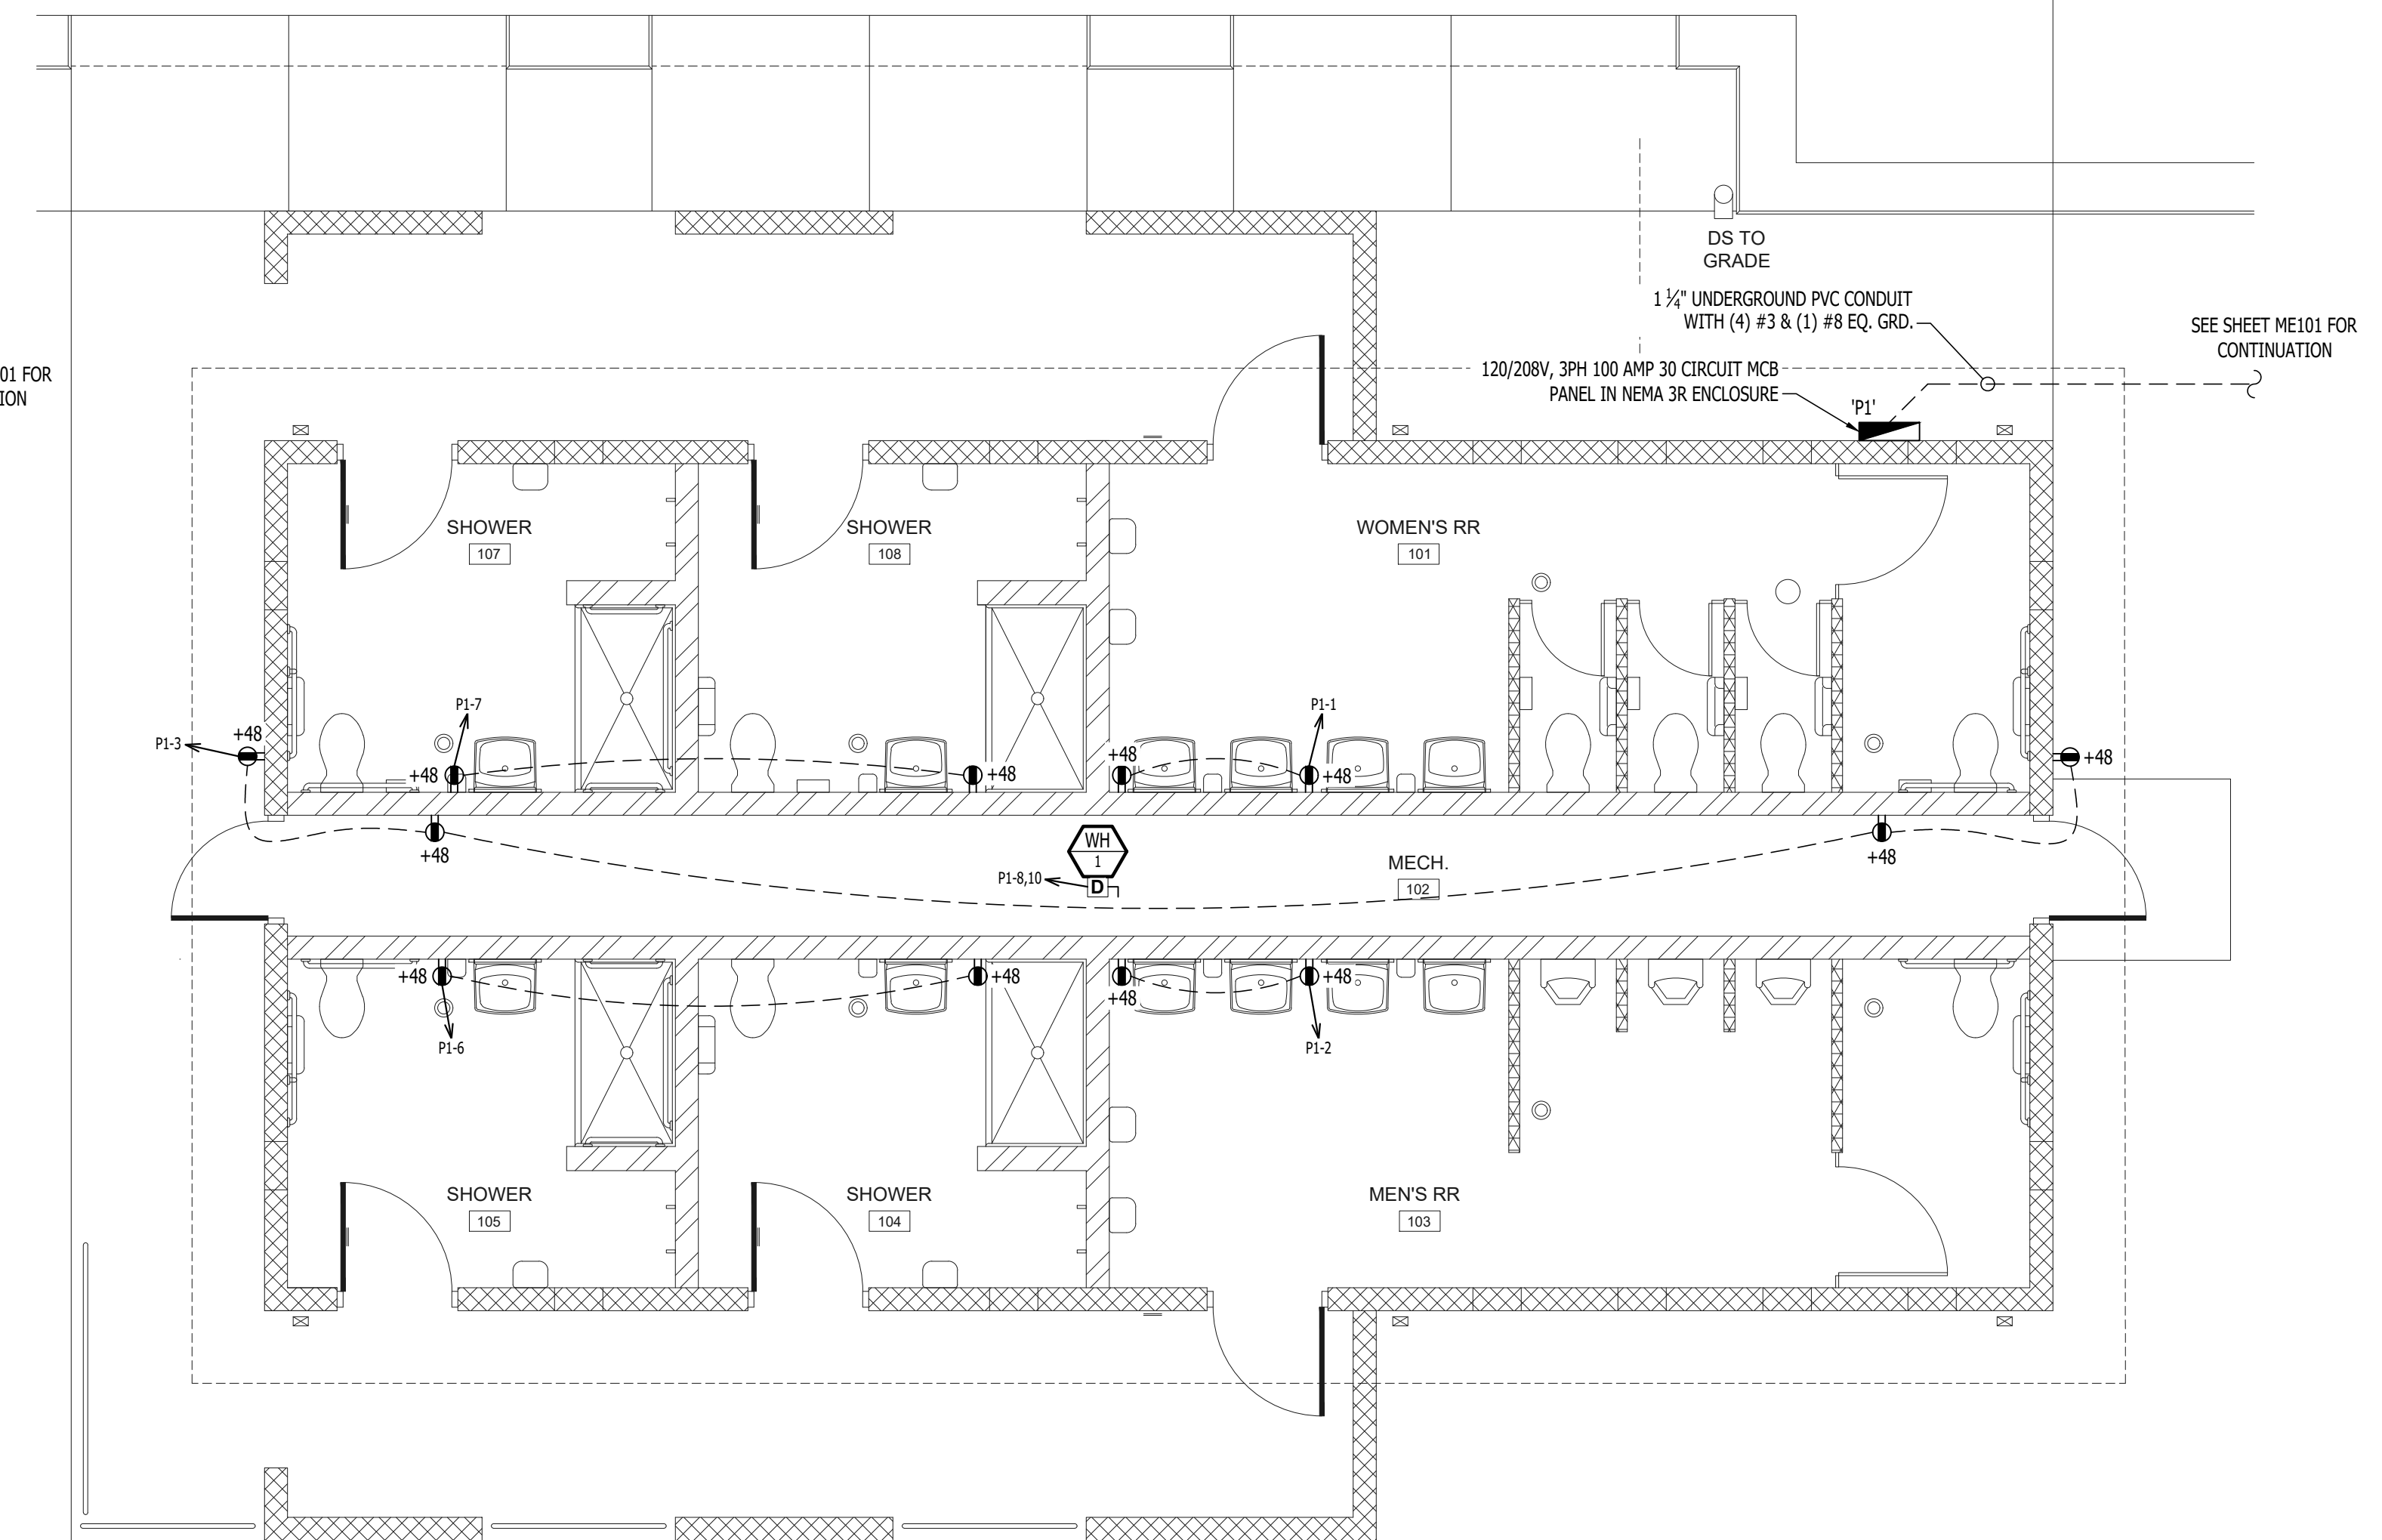 DS TO
GRADE
1 1/4" UNDERGROUND PVC CONDUIT
WITH (4) #3 & (1) #8 EQ. GRD.
SEE SHEET ME101 FOR
CONTINUATION
01 FOR
ION
120/208V, 3PH 100 AMP 30 CIRCUIT MCB
PANEL IN NEMA 3R ENCLOSURE
'P1'
SHOWER
107
SHOWER
108
WOMEN'S RR
101
P1-7
P1-1
P1-3
+48
+48
+48
+48
+48
+48
+48
+48
WH
1
P1-8,10
D
MECH.
102
+48
+48
+48
+48
P1-6
P1-2
SHOWER
105
SHOWER
104
MEN'S RR
103